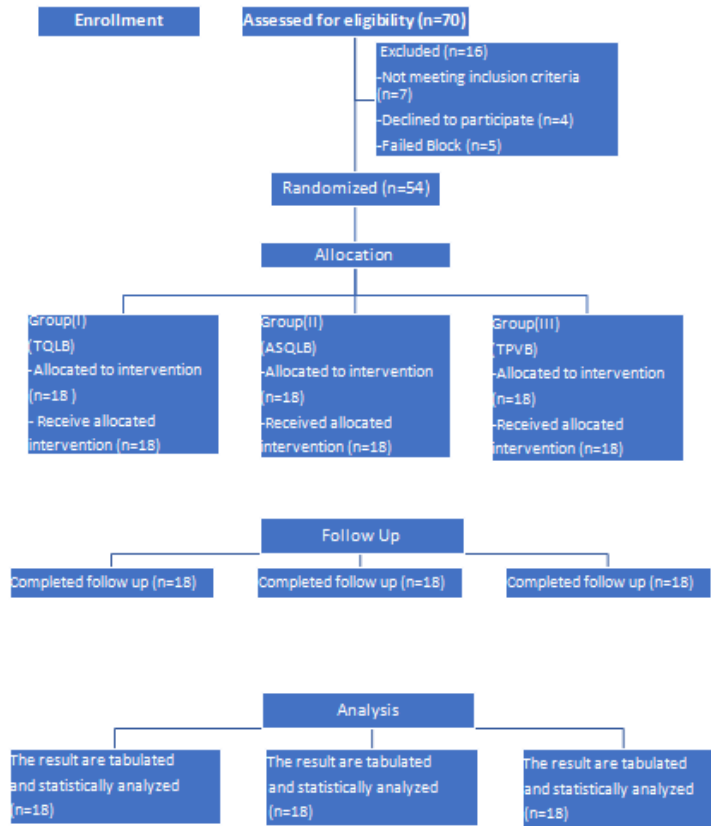 Enrollment
Assessed for eligibility (n=70)
Excluded (n=16)
-Not meeting inclusion criteria
(n=7)
-Declined to participate (n=4)
-Failed Block (n=5)
Randomized (n=54)
Allocation
Group(I)
(TQLB)
-Allocated to intervention
(n=18 )
- Receive allocated
intervention (n=18)
Group(II)
(ASQLB)
-Allocated to intervention
(n=18)
-Received allocated
intervention (n=18)
Group(III)
(TPVB)
-Allocated to intervention
(n=18)
-Received allocated
intervention (n=18)
Follow Up
Completed follow up (n=18)
Completed follow up (n=18)
Completed follow up (n=18)
Analysis
The result are tabulated
and statistically analyzed
(n=18)
The result are tabulated
and statistically analyzed
(n=18)
The result are tabulated
and statistically analyzed
(n=18)